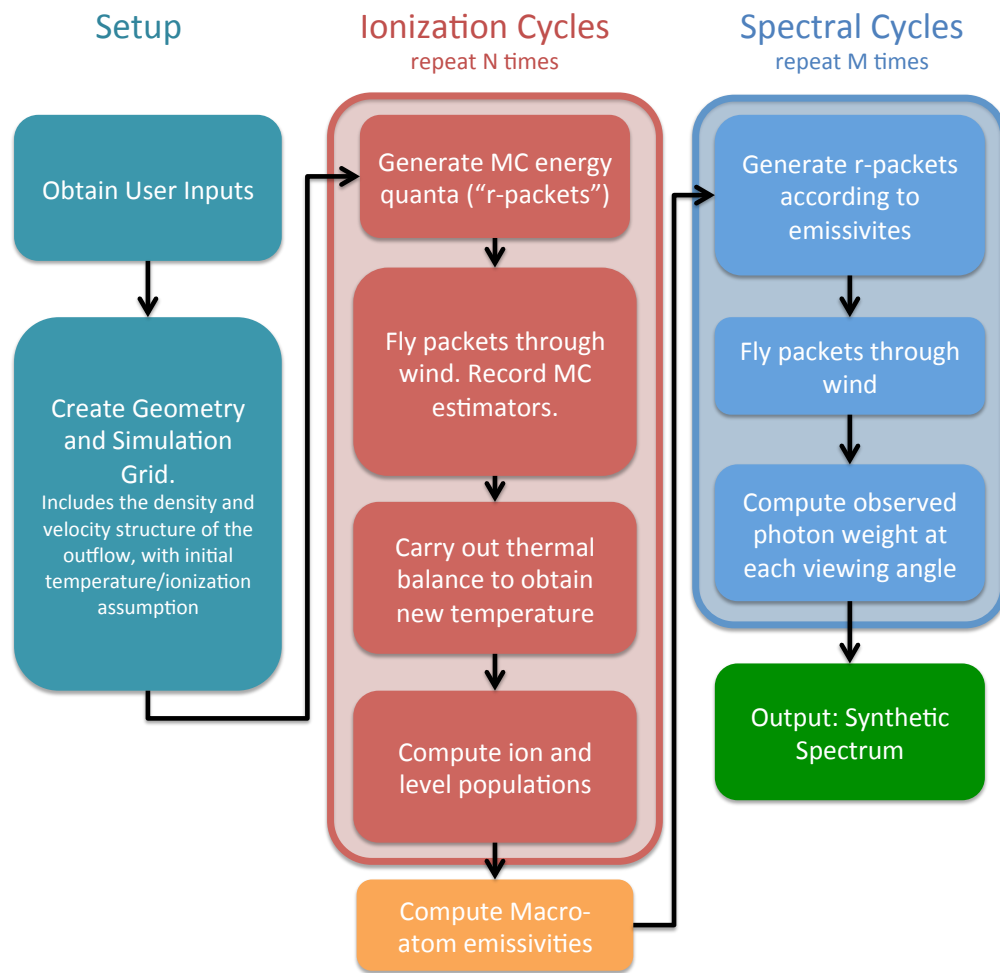 Setup
Obtain User Inputs
Create Geometry
and Simulation
Grid.
Includes the density and
velocity structure of the
outflow, with initial
temperature/ionization
assumption
Ionization Cycles
repeat N times
Generate MC energy
quanta (“r-packets”)
Fly packets through
wind. Record MC
estimators.
Carry out thermal
balance to obtain
new temperature
Compute ion and
level populations
Compute Macro-
atom emissivities
Spectral Cycles
repeat M times
Generate r-packets
according to
emissivites
Fly packets through
wind
Compute observed
photon weight at
each viewing angle
Output: Synthetic
Spectrum